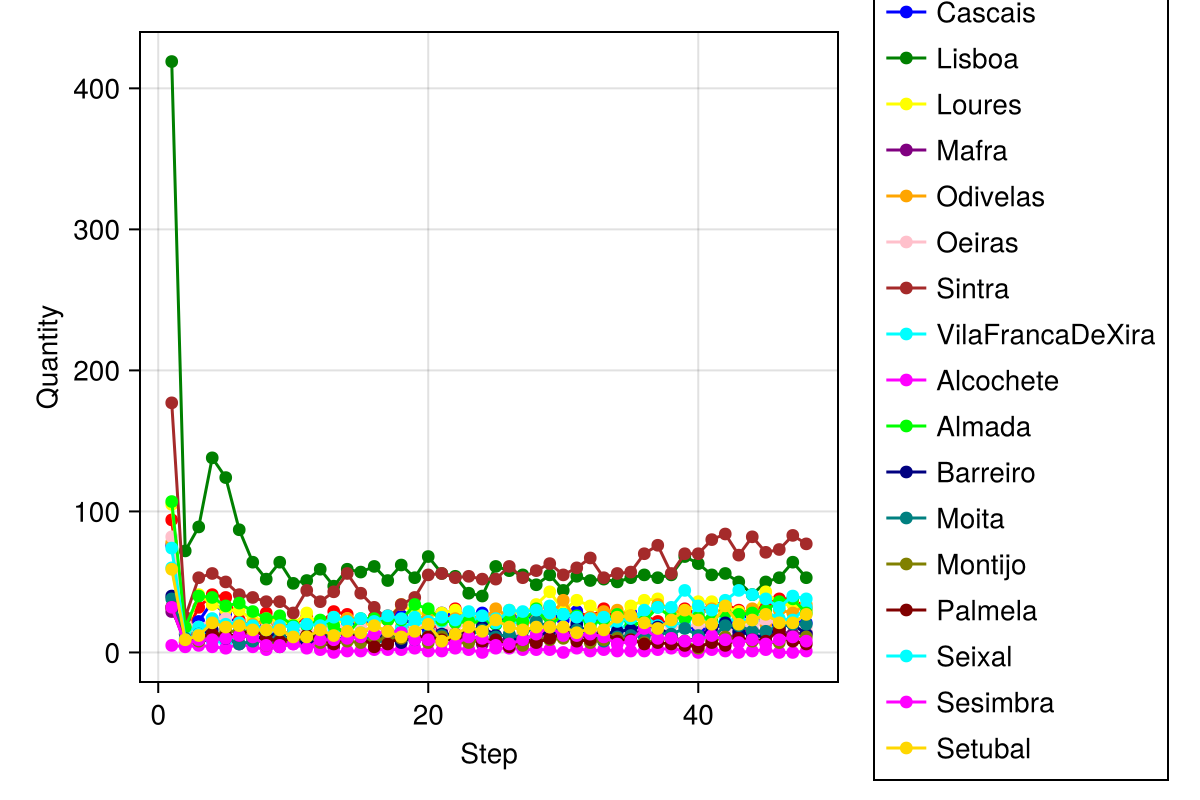 Cascais
Lisboa
Loures
Mafra
Odivelas
Oeiras
Sintra
VilaFrancaDeXira
Alcochete
Almada
Barreiro
Moita
Montijo
Palmela
Seixal
Sesimbra
Setubal
400
300
200
100
0
Quantity
0 20 40
Step